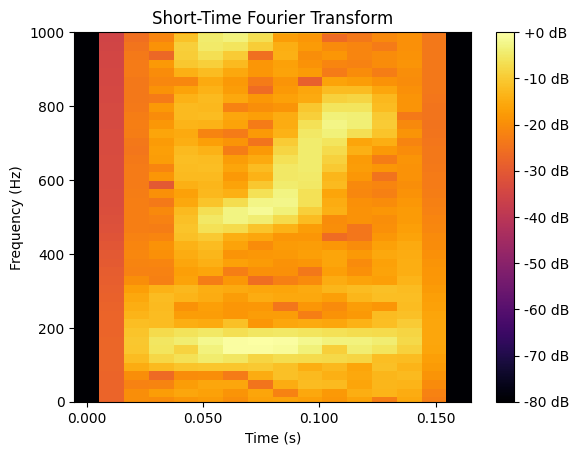 Short-Time Fourier Transform
Frequency (Hz)
1000
800
600
400
200
0
0.000 0.050 0.100 0.150
Time (s)
+0 dB
-10 dB
-20 dB
-30 dB
-40 dB
-50 dB
-60 dB
-70 dB
-80 dB